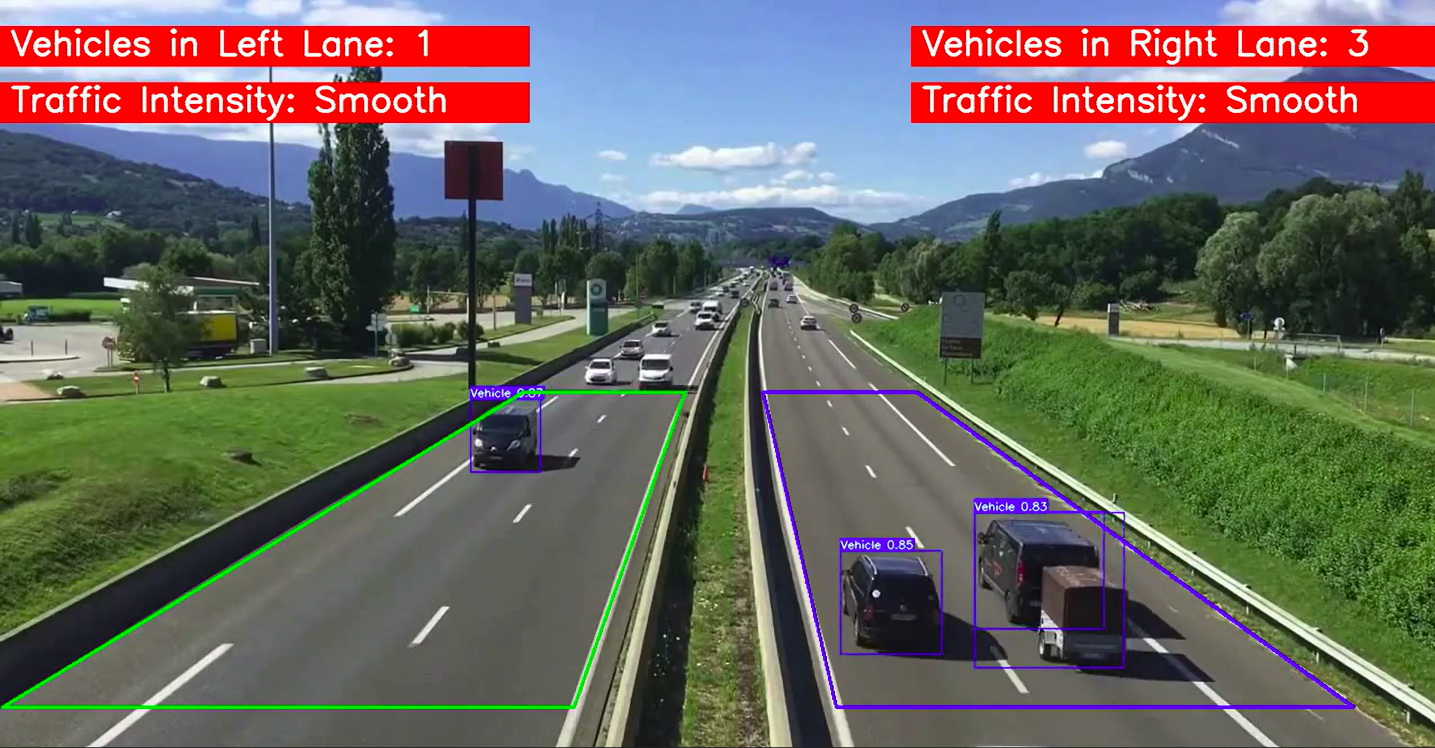 Vehicles in Left Lane: 1
Traffic Intensity: Smooth
Vehicles in Right Lane: 3
Traffic Intensity: Smooth
Vehicle 0.87
Vehicle 0.83
Vehicle 0.85